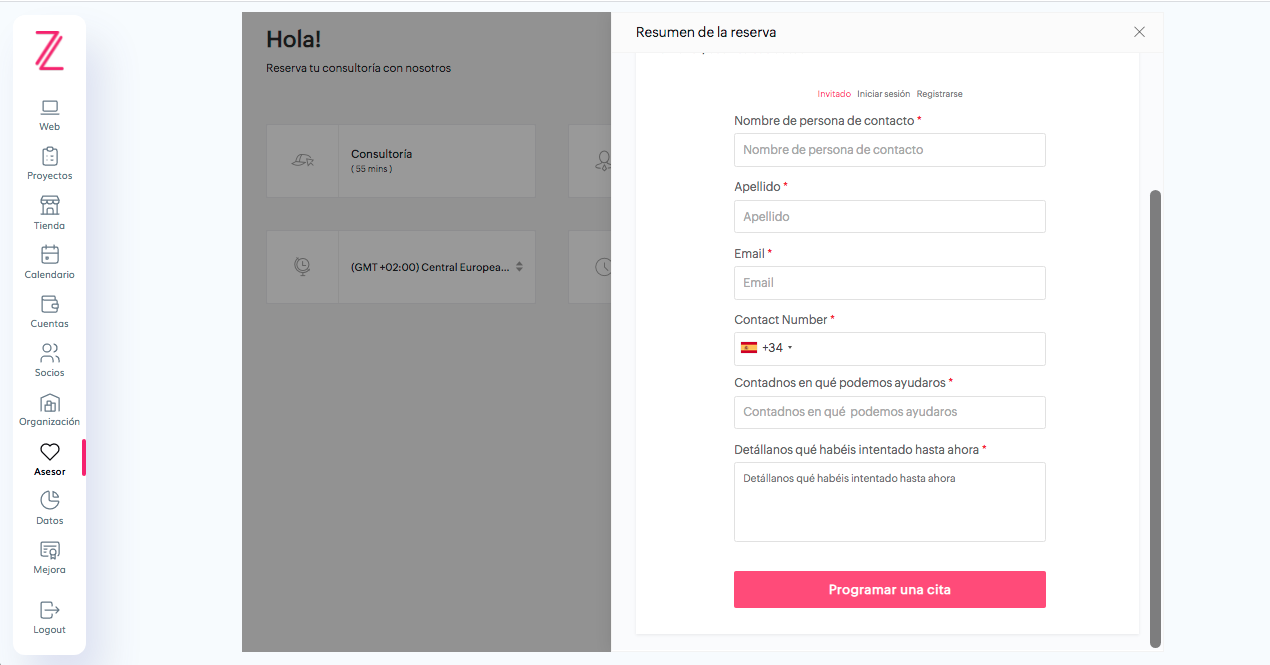 Web
Proyectos
Tienda
Calendario
Cuentas
Socios
Organización
Asesor
Datos
Mejora
Logout
Hola!
Reserva tu consultoría con nosotros
Consultoría
( 55 mins )
(GMT +02:00) Central Europea...
Resumen de la reserva
Invitado Iniciar sesión Registrarse
Nombre de persona de contacto *
Nombre de persona de contacto
Apellido *
Apellido
Email *
Email
Contact Number *
+34
Contadnos en qué podemos ayudaros *
Contadnos en qué podemos ayudaros
Detállanos qué habéis intentado hasta ahora *
Detállanos qué habéis intentado hasta ahora
Programar una cita